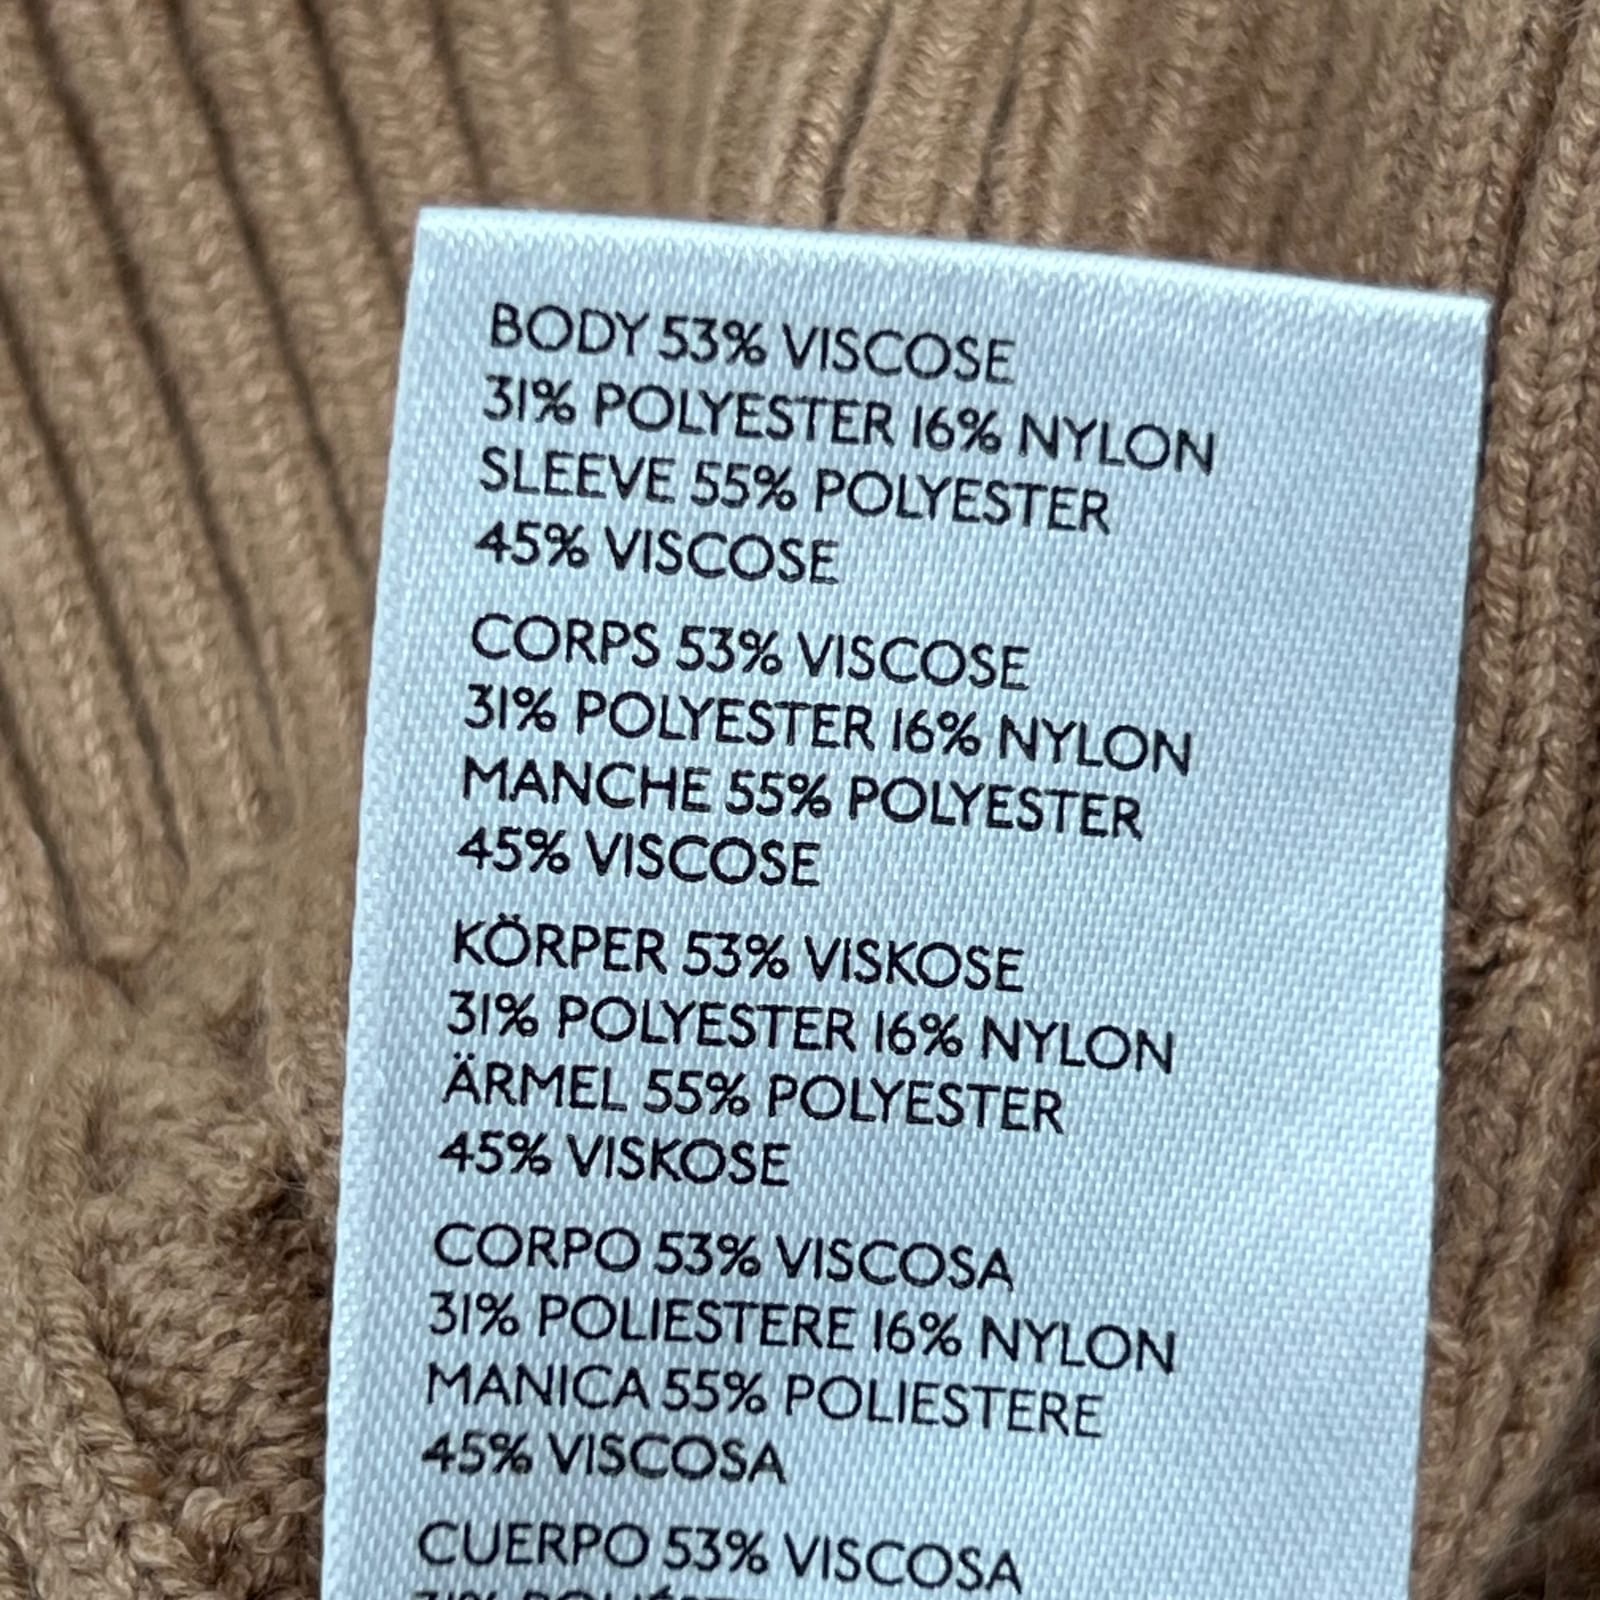 BODY 53% VISCOSE
31% POLYESTER 16% NYLON
SLEEVE 55% POLYESTER
45% VISCOSE
CORPS 53% VISCOSE
31% POLYESTER 16% NYLON
MANCHE 55% POLYESTER
45% VISCOSE
KÖRPER 53% VISKOSE
31% POLYESTER 16% NYLON
ÄRMEL 55% POLYESTER
45% VISKOSE
CORPO 53% VISCOSA
31% POLIESTERE 16% NYLON
MANICA 55% POLIESTERE
45% VISCOSA
CUERPO 53% VISCOSA
31%